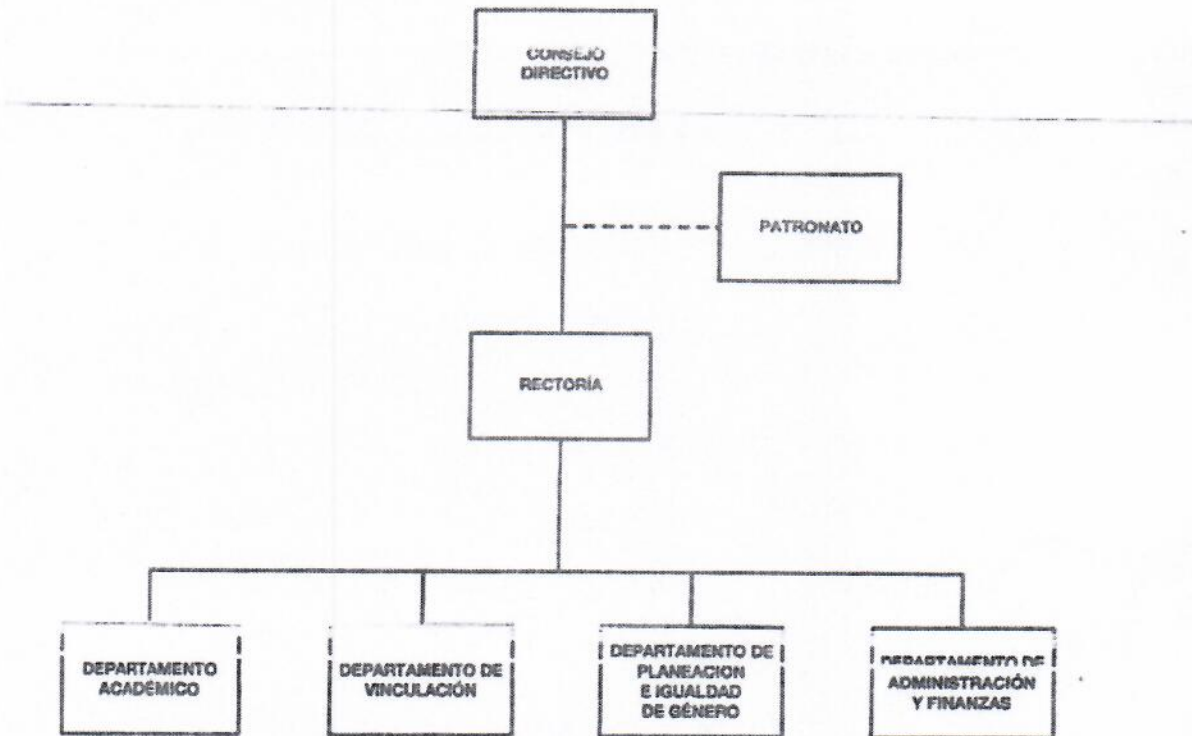 CONSEJO
DIRECTIVO
PATRONATO
RECTORÍA
DEPARTAMENTO
ACADÉMICO
DEPARTAMENTO DE
VINCULACIÓN
DEPARTAMENTO DE
PLANEACION
E IGUALDAD
DE GÉNERO
DEPARTAMENTO DE
ADMINISTRACIÓN
Y FINANZAS